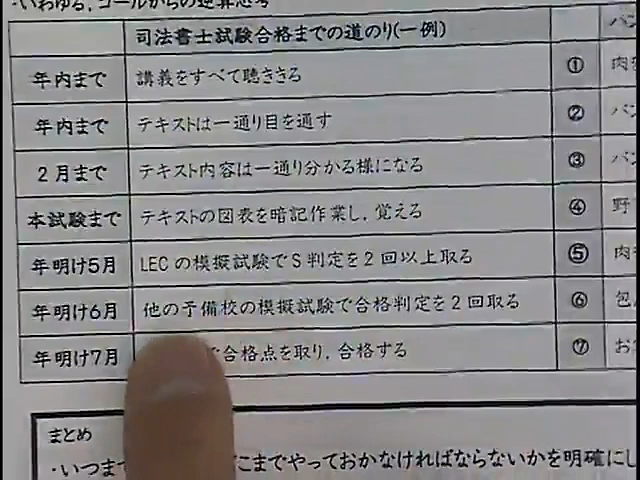 ・いわゆる，ゴールからの逆算思考
司法書士試験合格までの道のり(一例)
年内まで 講義をすべて聴ききる ① 肉
年内まで テキストは一通り目を通す ② バン
2月まで テキスト内容は一通り分かる様になる ③ バン
本試験まで テキストの図表を暗記作業し，覚える ④ 野
年明け5月 LECの模擬試験でS判定を2回以上取る ⑤ 肉
年明け6月 他の予備校の模擬試験で合格判定を2回取る ⑥ 包
年明け7月 で合格点を取り，合格する ⑦ お
まとめ
・いつま こまでやっておかなければならないかを明確にし